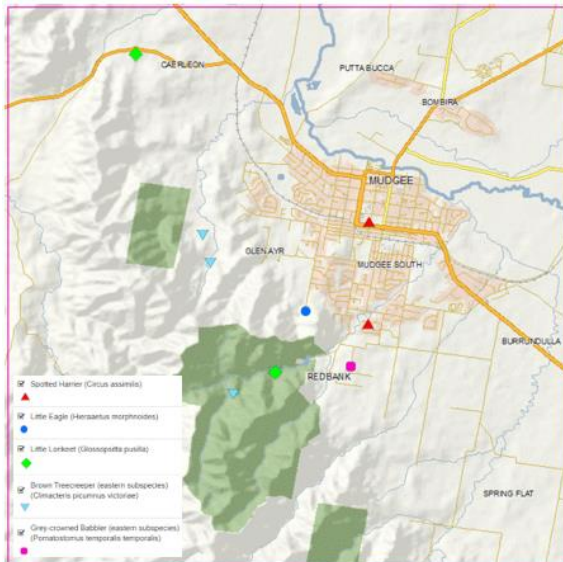 CAERLEON
PUTTA BUCCA
BOMBIRA
MUDGEE
GLEN AYR
MUDGEE SOUTH
BURRUNDULLA
REDBANK
SPRING FLAT
Spotted Harrier (Circus assimilis)
Little Eagle (Hieraaetus morphnoides)
Little Lorikeet (Glossopsitta pusilla)
Brown Treecreeper (eastern subspecies)
(Climacteris picumnus victoriae)
Grey-crowned Babbler (eastern subspecies)
(Pomatostomus temporalis temporalis)